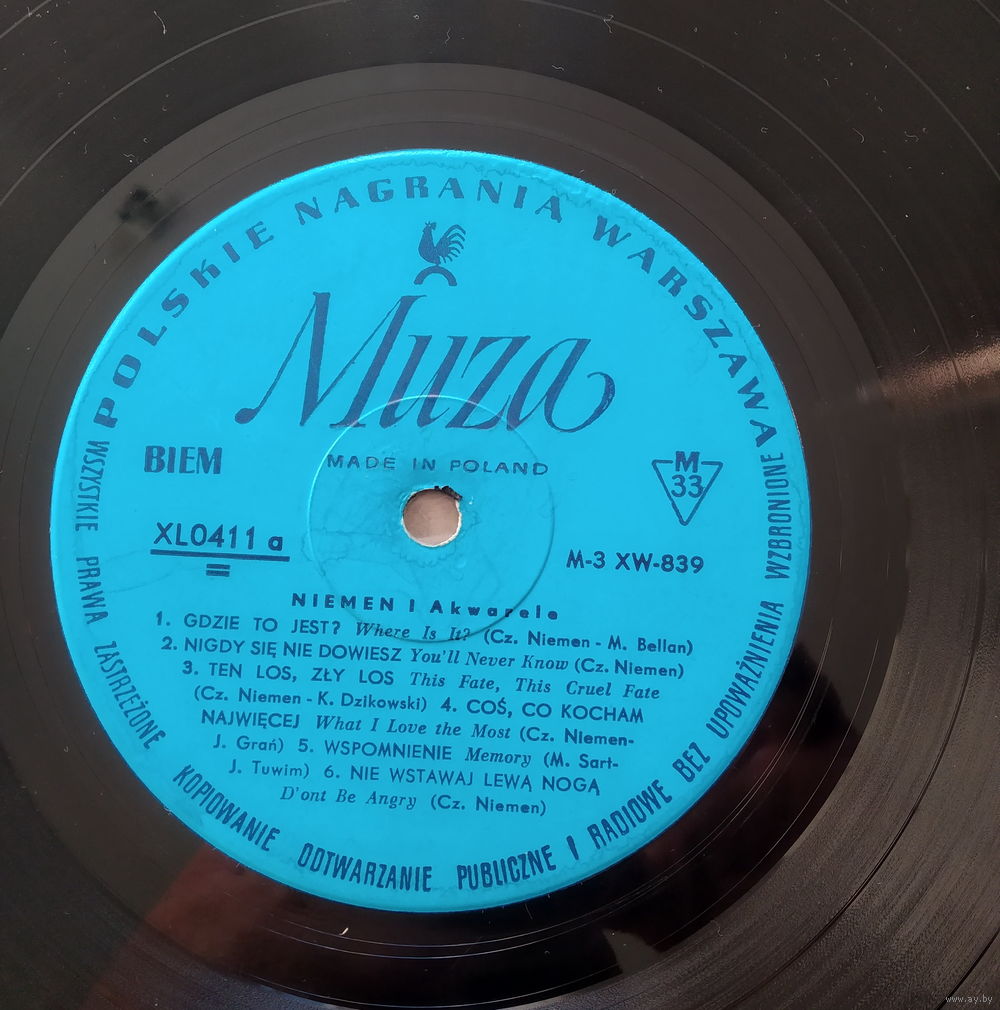 POLSKIE NAGRANIA WARSZAWA
Muza
MADE IN POLAND
BIEM
M
33
XL0411 a
M-3 XW-839
NIEMEN I Akwarele
1. GDZIE TO JEST? Where Is It? (Cz. Niemen - M. Bellan)
2. NIGDY SIĘ NIE DOWIESZ You'll Never Know (Cz. Niemen)
3. TEN LOS, ZŁY LOS This Fate, This Cruel Fate
(Cz. Niemen - K. Dzikowski) 4. COŚ, CO KOCHAM
NAJWIĘCEJ What I Love the Most (Cz. Niemen-
J. Grań) 5. WSPOMNIENIE Memory (M. Sart-
J. Tuwim) 6. NIE WSTAWAJ LEWĄ NOGĄ
D'ont Be Angry (Cz. Niemen)
WSZYSTKIE PRAWA ZASTRZEŻONE KOPIOWANIE ODTWARZANIE PUBLICZNE I RADIOWE BEZ UPOWAŻNIENIA WZBRONIONE
www.ay.by